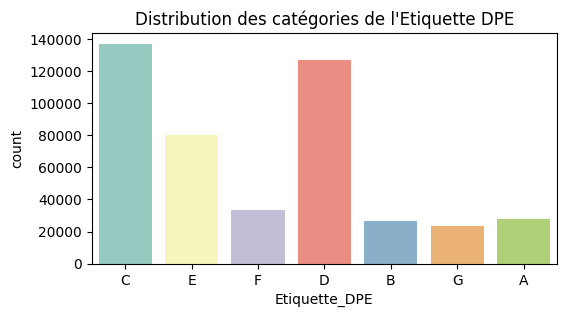 Distribution des catégories de l'Etiquette DPE
count
140000
120000
100000
80000
60000
40000
20000
0
C E F D B G A
Etiquette_DPE